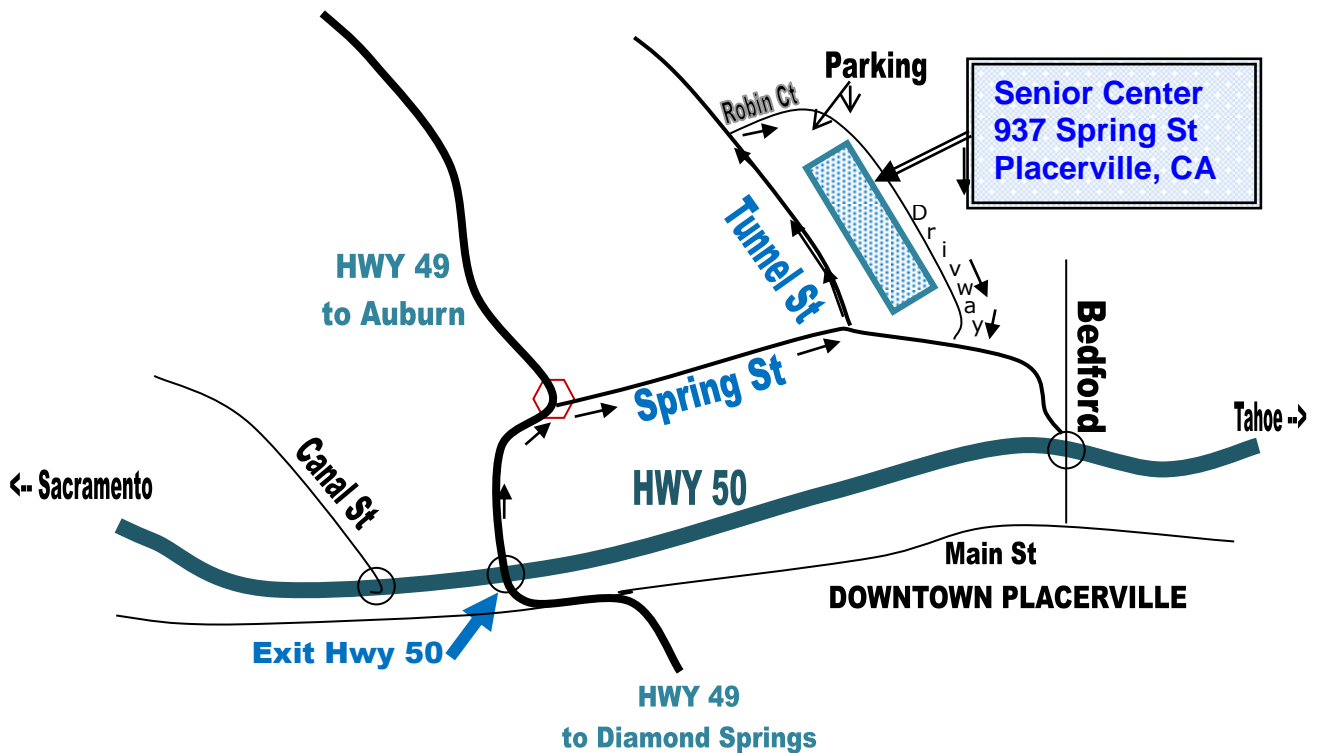 Parking
Robin Ct
Senior Center
937 Spring St
Placerville, CA
Tunnel St
Drivway
HWY 49
to Auburn
Bedford
Spring St
Tahoe -->
Canal St
HWY 50
<-- Sacramento
Main St
DOWNTOWN PLACERVILLE
Exit Hwy 50
HWY 49
to Diamond Springs